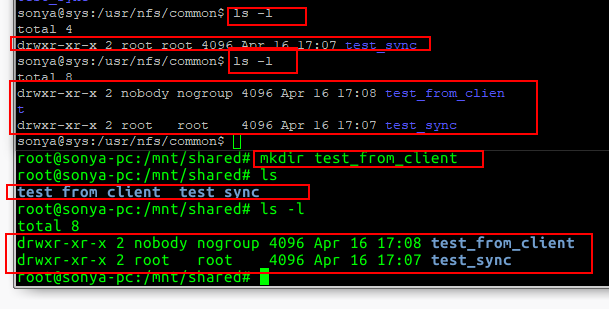 test_sync
sonya@sys:/usr/nfs/common$ ls -l
total 4
drwxr-xr-x 2 root root 4096 Apr 16 17:07 test_sync
sonya@sys:/usr/nfs/common$ ls -l
total 8
drwxr-xr-x 2 nobody nogroup 4096 Apr 16 17:08 test_from_clien
t
drwxr-xr-x 2 root   root    4096 Apr 16 17:07 test_sync
sonya@sys:/usr/nfs/common$
root@sonya-pc:/mnt/shared# mkdir test_from_client
root@sonya-pc:/mnt/shared# ls
test_from_client  test_sync
root@sonya-pc:/mnt/shared# ls -l
total 8
drwxr-xr-x 2 nobody nogroup 4096 Apr 16 17:08 test_from_client
drwxr-xr-x 2 root   root    4096 Apr 16 17:07 test_sync
root@sonya-pc:/mnt/shared#